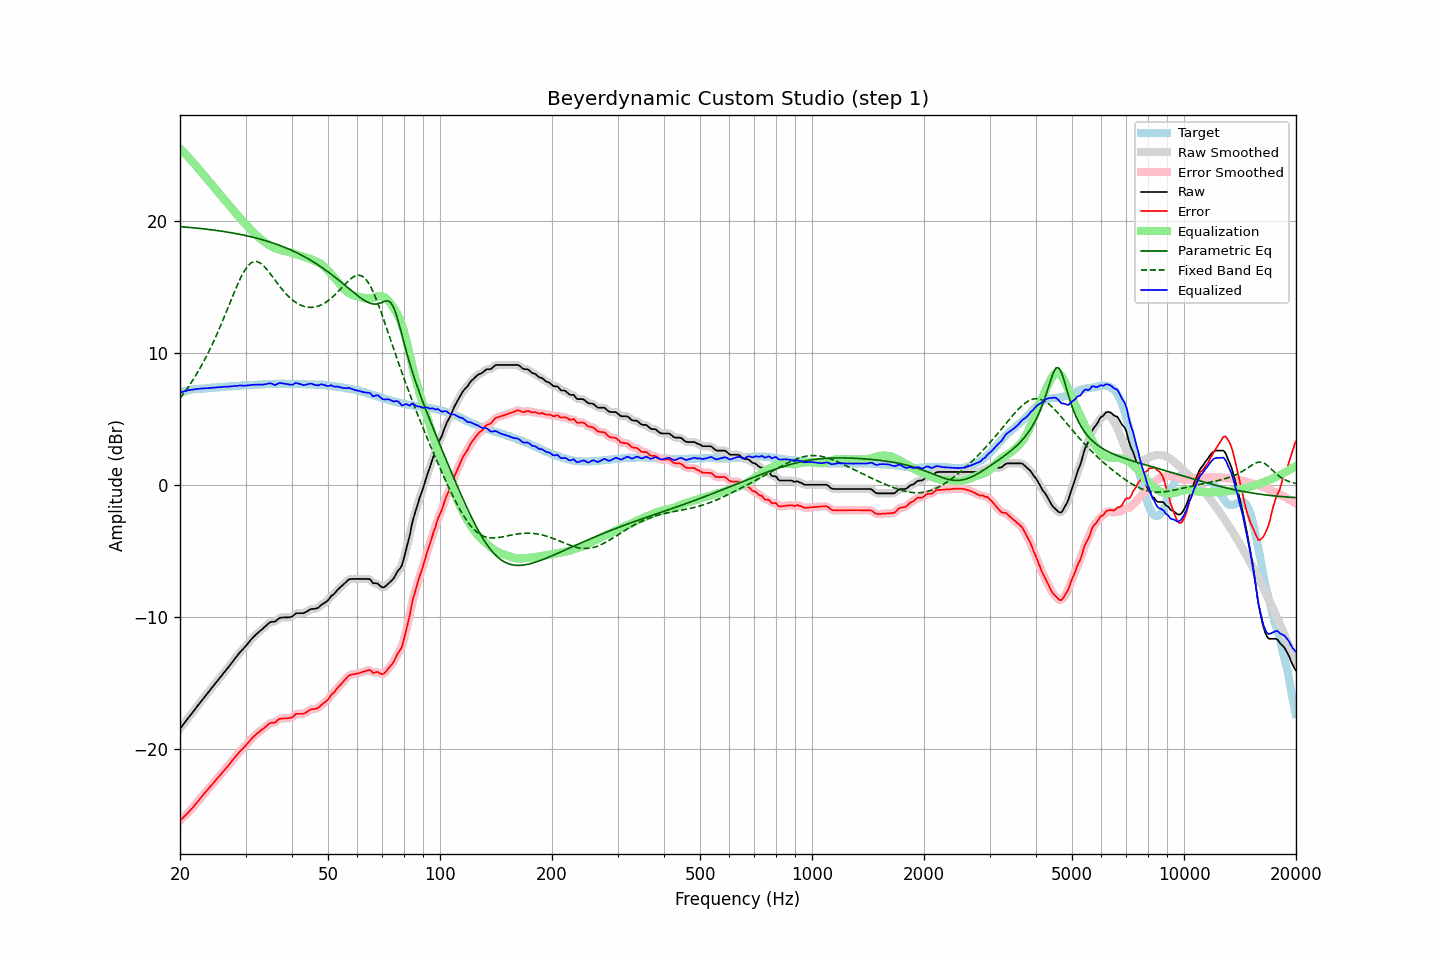 Beyerdynamic Custom Studio (step 1)
Target
Raw Smoothed
Error Smoothed
Raw
Error
Equalization
Parametric Eq
Fixed Band Eq
Equalized
20
10
0
−10
−20
Amplitude (dBr)
20
50
100
200
500
1000
2000
5000
10000
20000
Frequency (Hz)